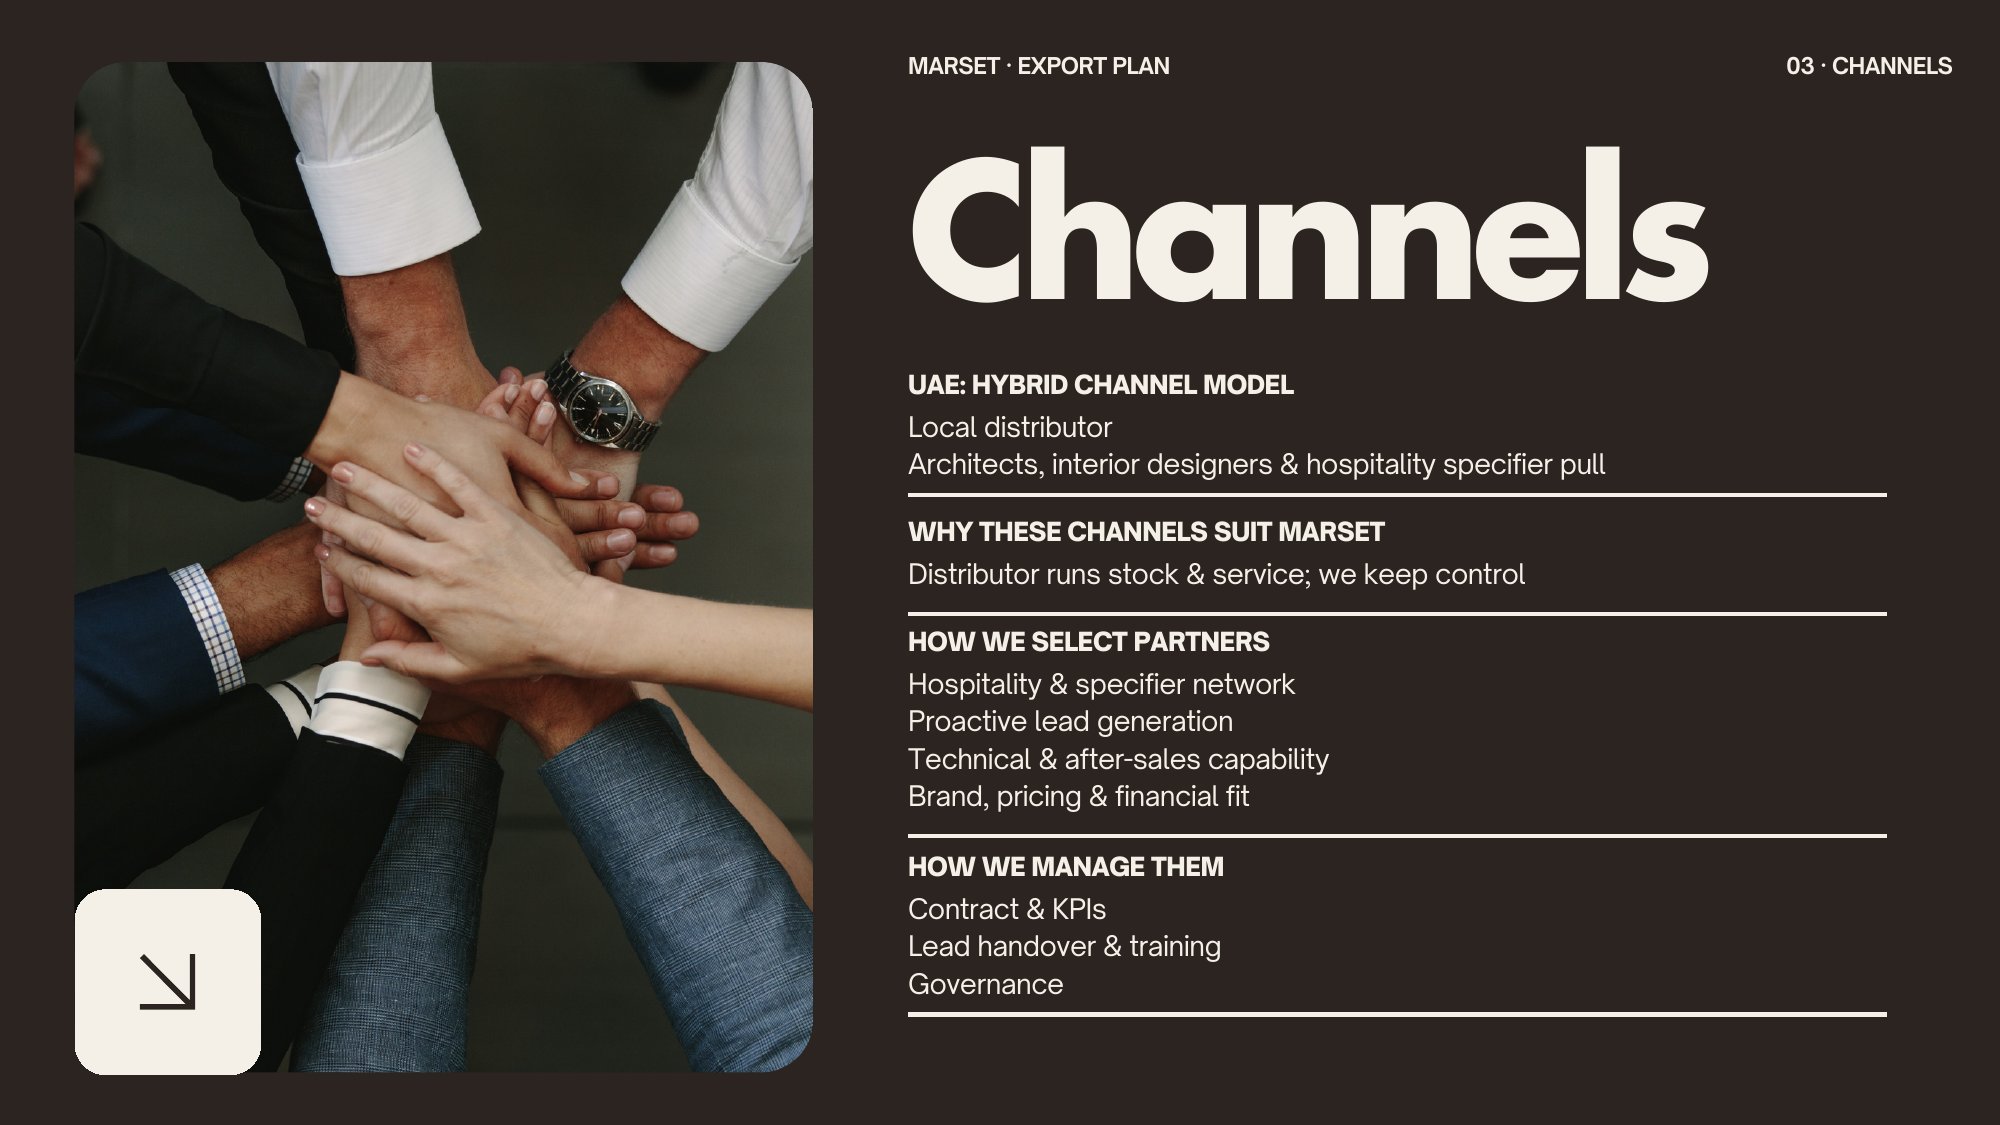 MARSET · EXPORT PLAN
03 · CHANNELS
Channels
UAE: HYBRID CHANNEL MODEL
Local distributor
Architects, interior designers & hospitality specifier pull
WHY THESE CHANNELS SUIT MARSET
Distributor runs stock & service; we keep control
HOW WE SELECT PARTNERS
Hospitality & specifier network
Proactive lead generation
Technical & after-sales capability
Brand, pricing & financial fit
HOW WE MANAGE THEM
Contract & KPIs
Lead handover & training
Governance